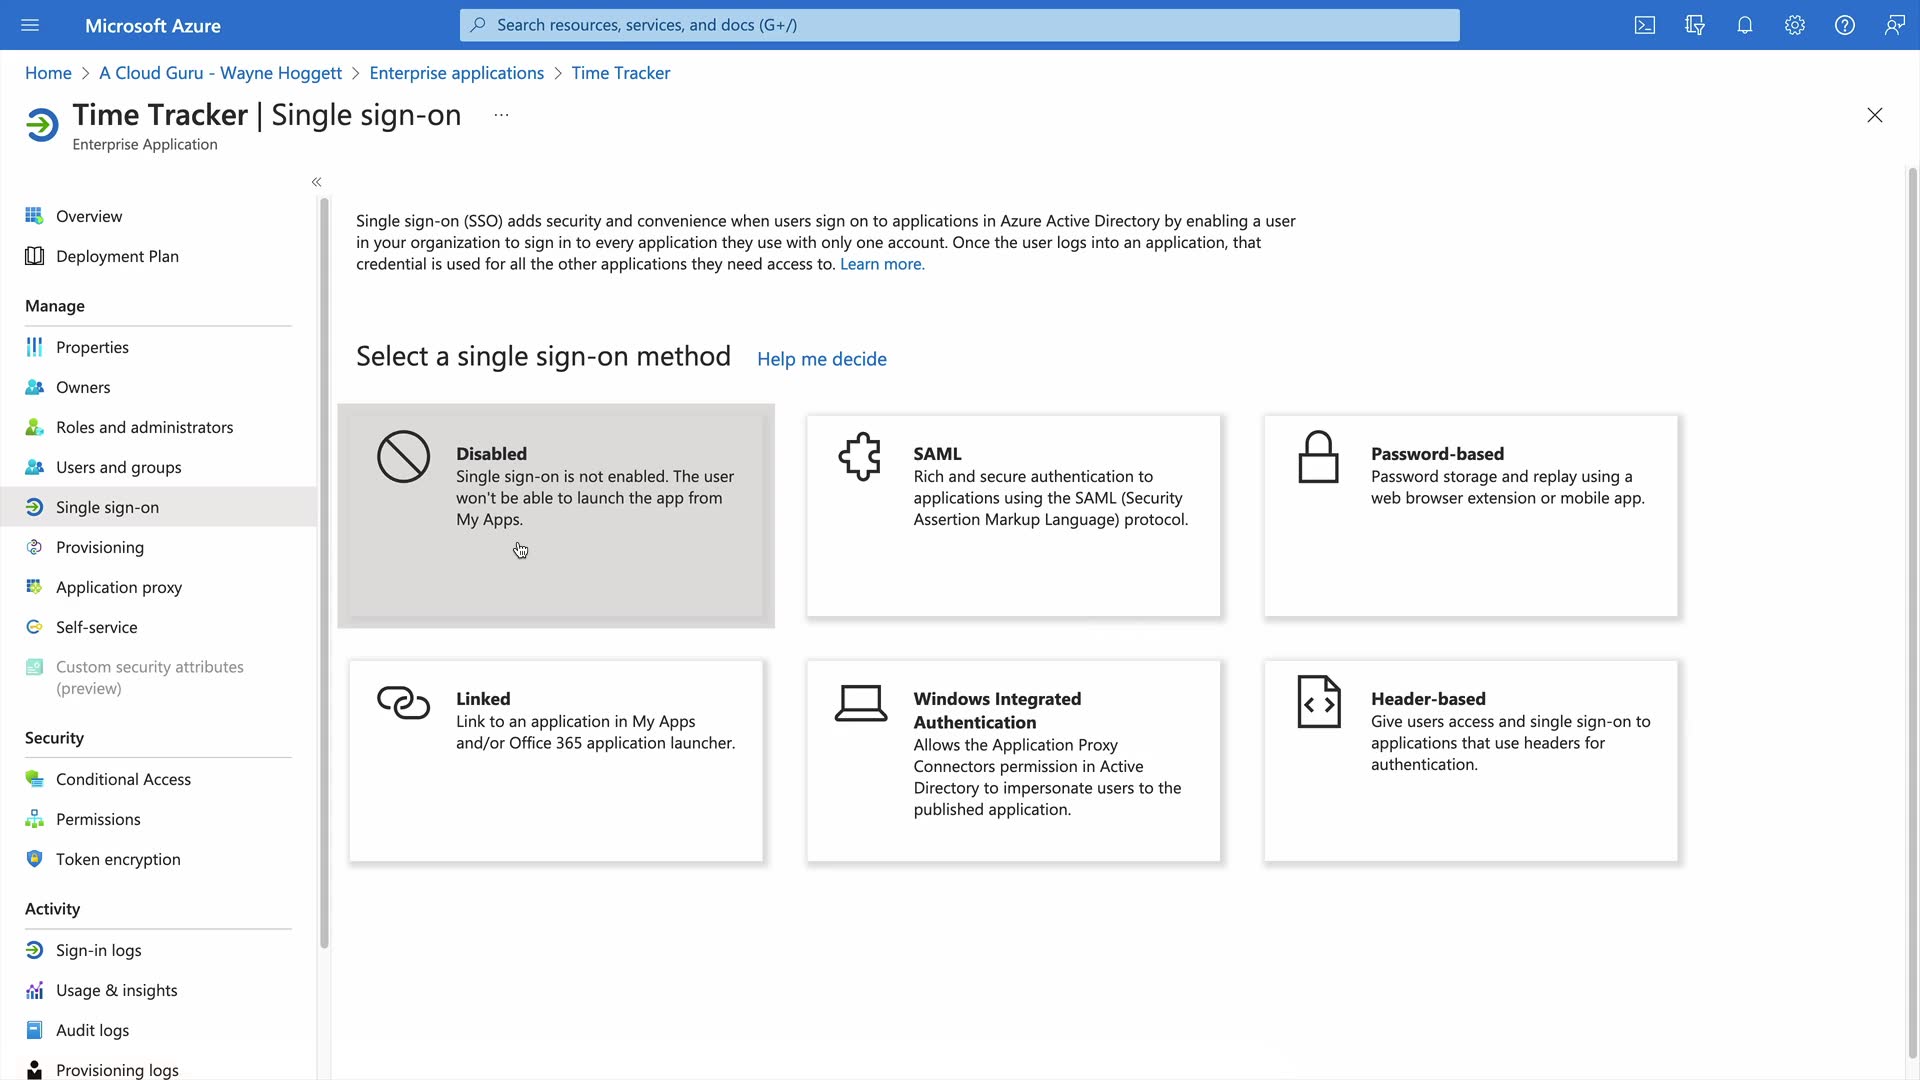 Microsoft Azure
Search resources, services, and docs (G+/)
Home > A Cloud Guru - Wayne Hoggett > Enterprise applications > Time Tracker
Time Tracker | Single sign-on ...
Enterprise Application
«
Overview
Deployment Plan
Manage
Properties
Owners
Roles and administrators
Users and groups
Single sign-on
Provisioning
Application proxy
Self-service
Custom security attributes
(preview)
Security
Conditional Access
Permissions
Token encryption
Activity
Sign-in logs
Usage & insights
Audit logs
Provisioning logs
Single sign-on (SSO) adds security and convenience when users sign on to applications in Azure Active Directory by enabling a user
in your organization to sign in to every application they use with only one account. Once the user logs into an application, that
credential is used for all the other applications they need access to. Learn more.
Select a single sign-on method Help me decide
Disabled
Single sign-on is not enabled. The user
won't be able to launch the app from
My Apps.
SAML
Rich and secure authentication to
applications using the SAML (Security
Assertion Markup Language) protocol.
Password-based
Password storage and replay using a
web browser extension or mobile app.
Linked
Link to an application in My Apps
and/or Office 365 application launcher.
Windows Integrated
Authentication
Allows the Application Proxy
Connectors permission in Active
Directory to impersonate users to the
published application.
Header-based
Give users access and single sign-on to
applications that use headers for
authentication.